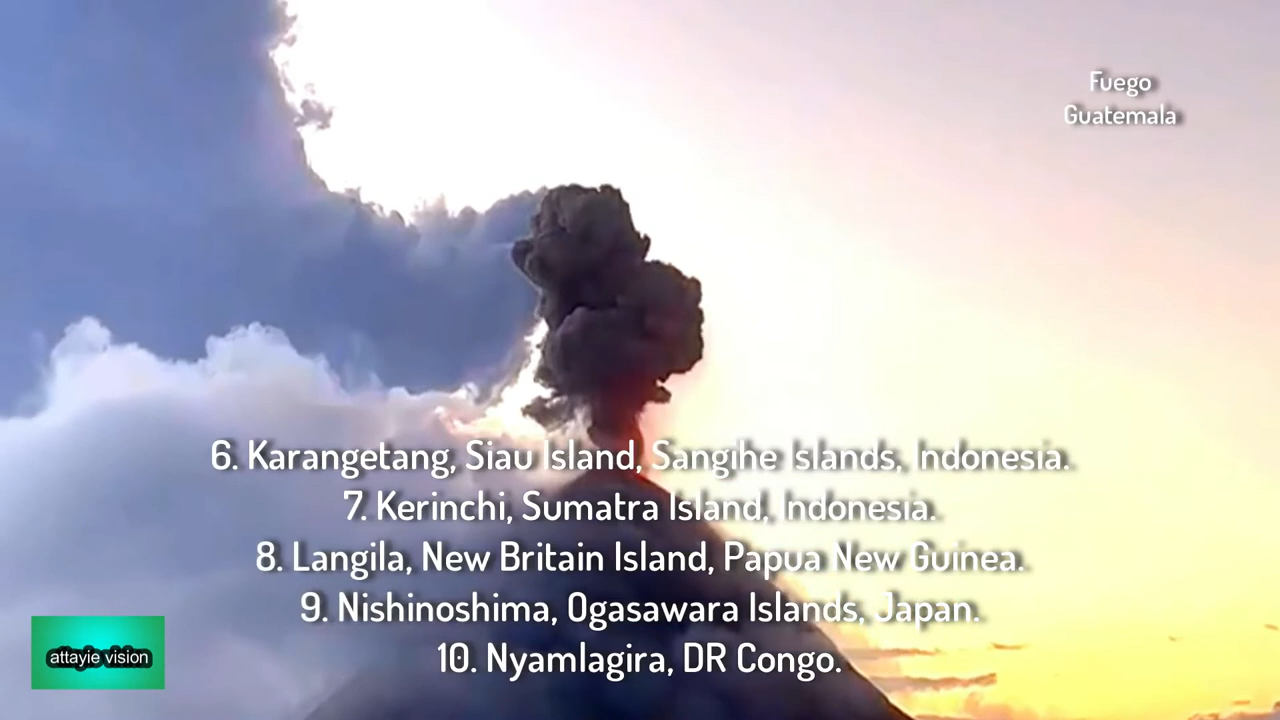 Fuego
Guatemala
6. Karangetang, Siau Island, Sangihe Islands, Indonesia.
7. Kerinchi, Sumatra Island, Indonesia.
8. Langila, New Britain Island, Papua New Guinea.
9. Nishinoshima, Ogasawara Islands, Japan.
10. Nyamlagira, DR Congo.
attayie vision